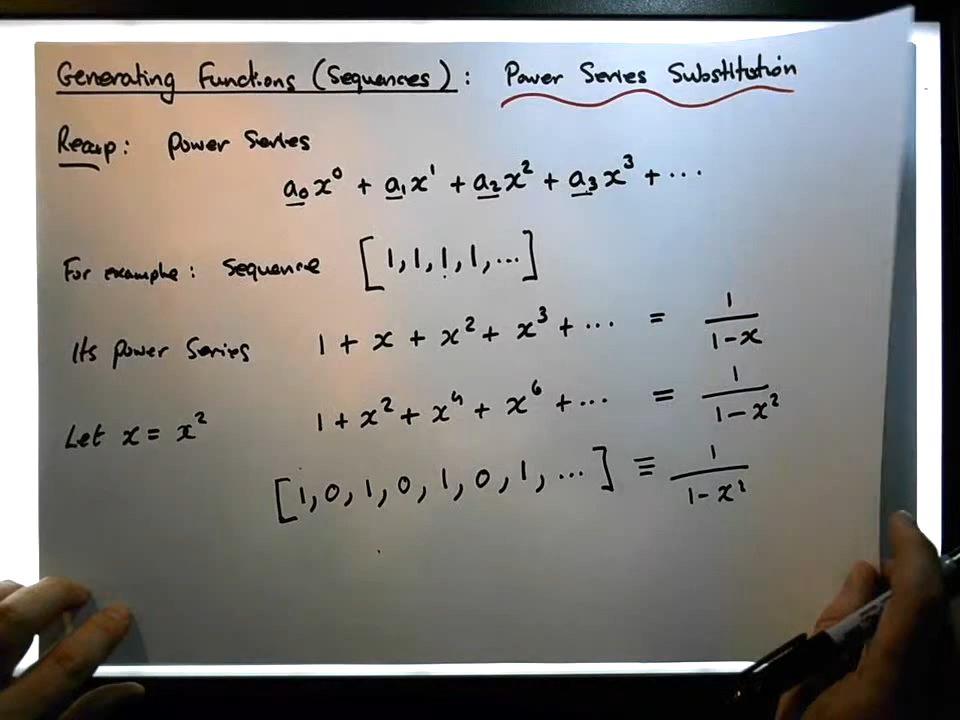 Generating Functions (Sequences) : Power Series Substitution
Recap: Power Series
a₀x⁰ + a₁x¹ + a₂x² + a₃x³ + ···
For example : Sequence [1, 1, 1, 1, ...]
Its power Series 1 + x + x² + x³ + ··· = 1/(1-x)
Let x = x² 1 + x² + x⁴ + x⁶ + ··· = 1/(1-x²)
[1, 0, 1, 0, 1, 0, 1, ...] ≡ 1/(1-x²)